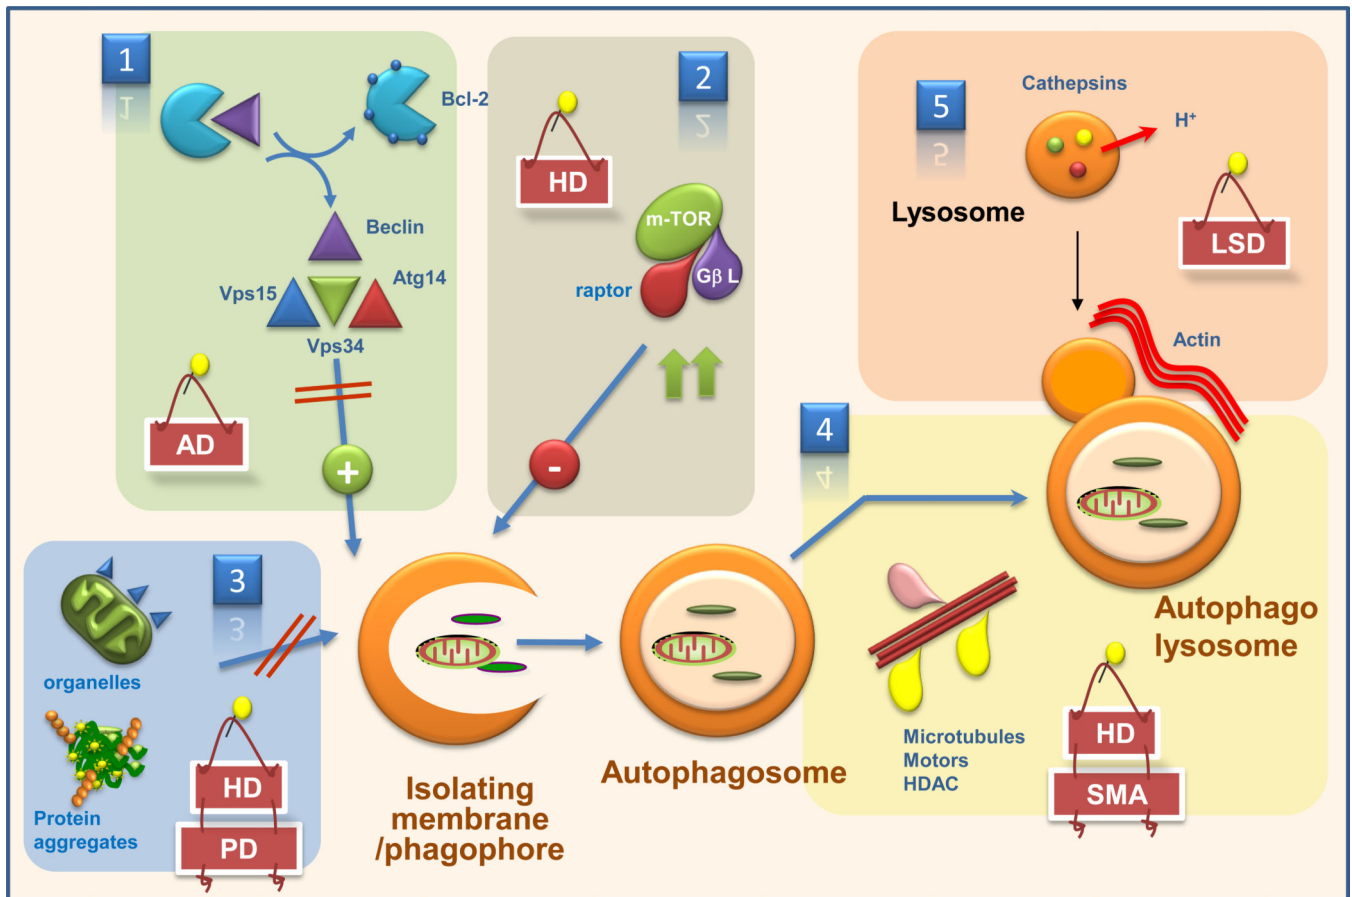 1
Bcl-2
Beclin
Vps15
Atg14
Vps34
AD
+
2
HD
m-TOR
Gβ L
raptor
-
3
organelles
Protein
aggregates
HD
PD
Isolating
membrane
/phagophore
Autophagosome
4
Microtubules
Motors
HDAC
HD
SMA
Autophago
lysosome
5
Cathepsins
H⁺
Lysosome
LSD
Actin